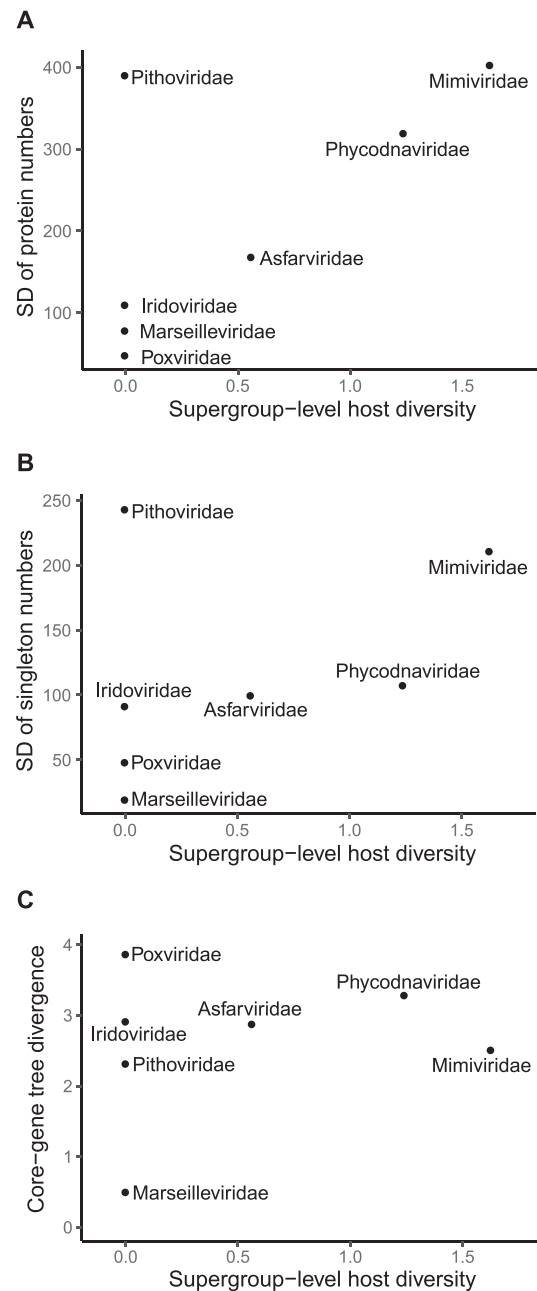 A
400
300
200
100
SD of protein numbers
Pithoviridae
Mimiviridae
Phycodnaviridae
Asfarviridae
Iridoviridae
Marseilleviridae
Poxviridae
0.0 0.5 1.0 1.5
Supergroup−level host diversity
B
250
200
150
100
50
SD of singleton numbers
Pithoviridae
Mimiviridae
Phycodnaviridae
Iridoviridae
Asfarviridae
Poxviridae
Marseilleviridae
0.0 0.5 1.0 1.5
Supergroup−level host diversity
C
4
3
2
1
0
Core−gene tree divergence
Poxviridae
Phycodnaviridae
Asfarviridae
Iridoviridae
Pithoviridae
Mimiviridae
Marseilleviridae
0.0 0.5 1.0 1.5
Supergroup−level host diversity